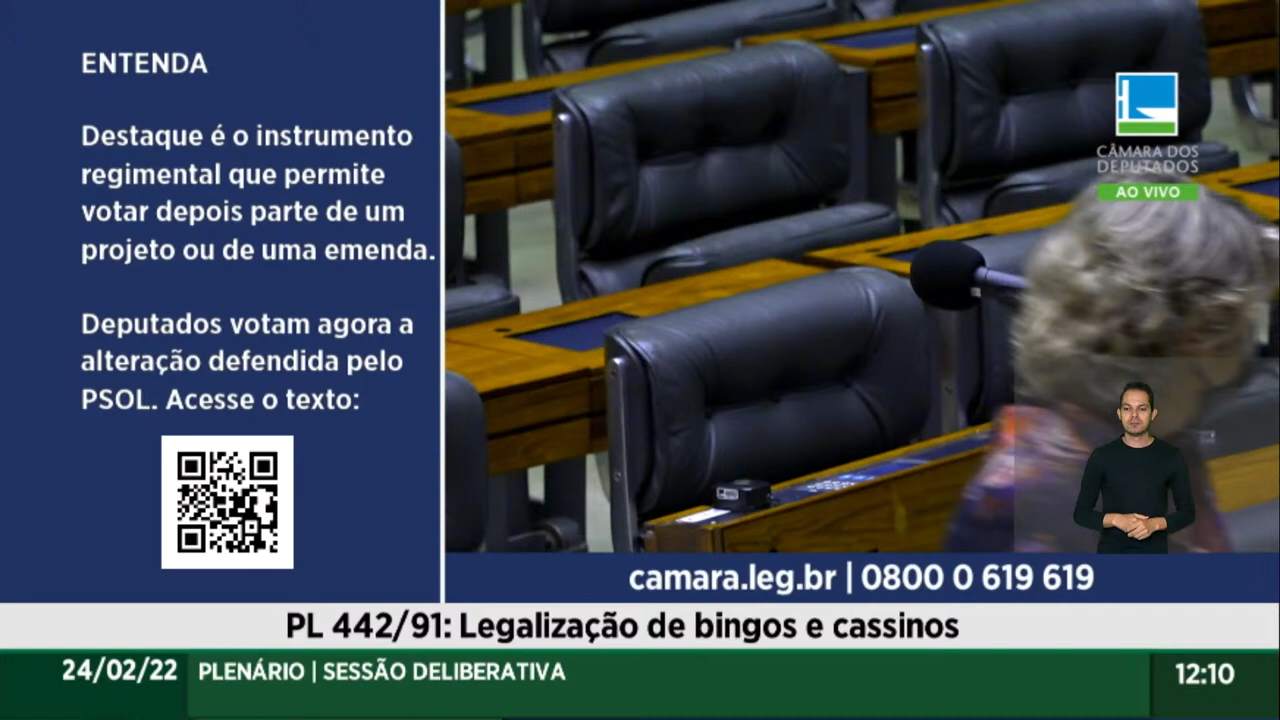 ENTENDA
Destaque é o instrumento
regimental que permite
votar depois parte de um
projeto ou de uma emenda.
Deputados votam agora a
alteração defendida pelo
PSOL. Acesse o texto:
CÂMARA DOS
DEPUTADOS
AO VIVO
camara.leg.br | 0800 0 619 619
PL 442/91: Legalização de bingos e cassinos
24/02/22 PLENÁRIO | SESSÃO DELIBERATIVA 12:10